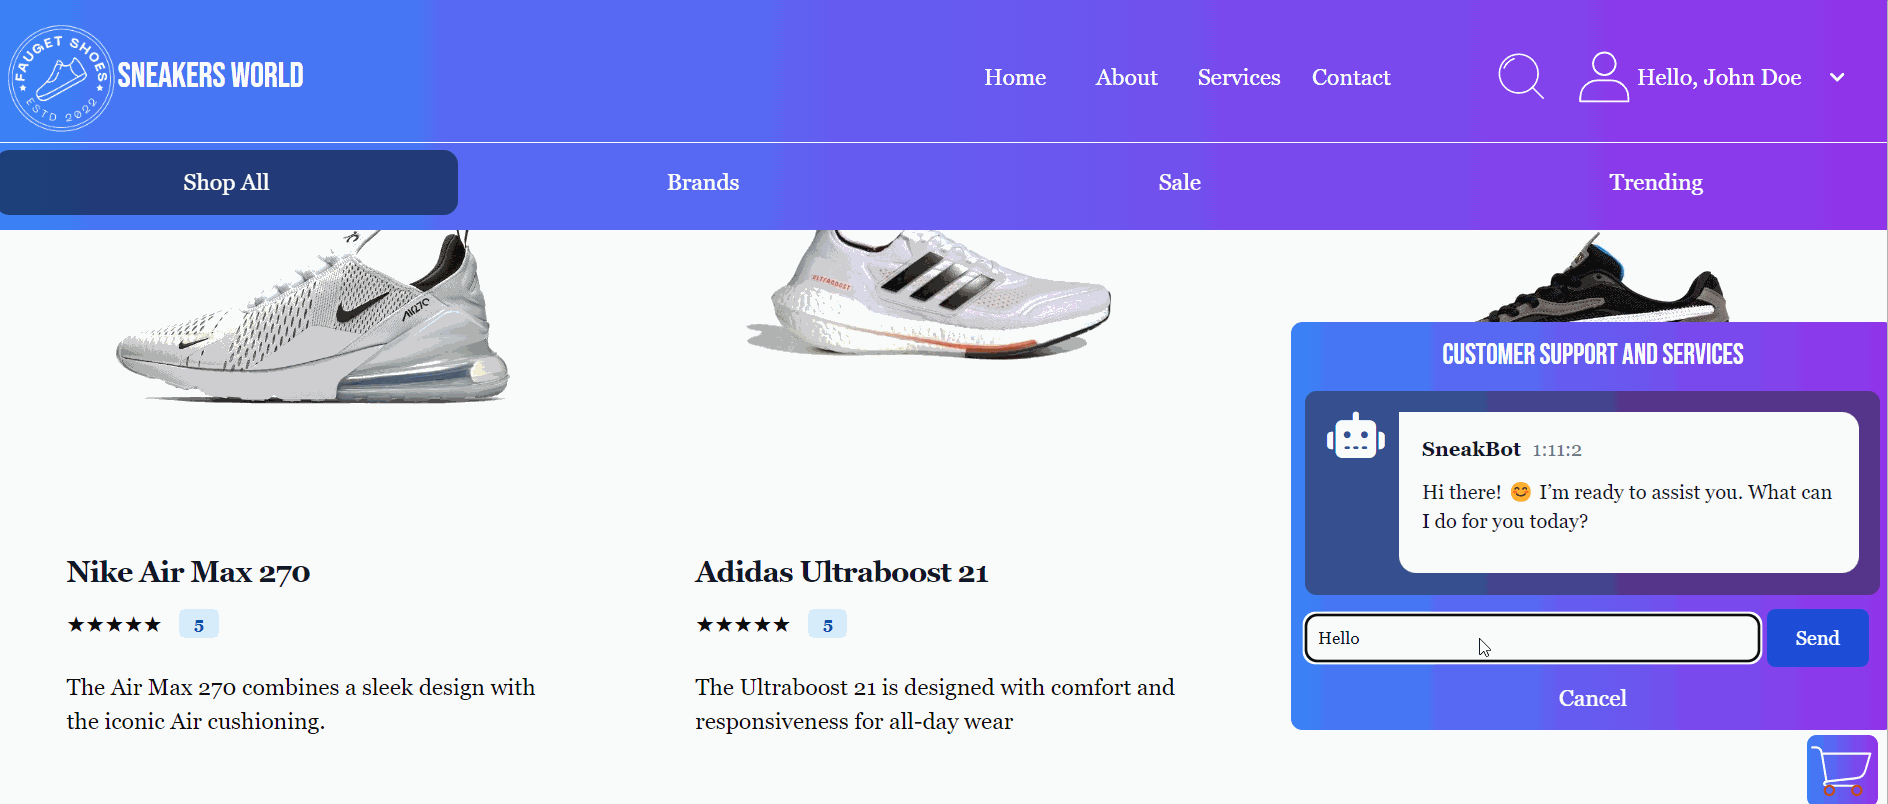 FAUGET SHOES
ESTD 2022
SNEAKERS WORLD
Home About Services Contact
Hello, John Doe
Shop All Brands Sale Trending
AIR270
ULTRABOOST
Nike Air Max 270
★★★★★ 5
The Air Max 270 combines a sleek design with
the iconic Air cushioning.
Adidas Ultraboost 21
★★★★★ 5
The Ultraboost 21 is designed with comfort and
responsiveness for all-day wear
CUSTOMER SUPPORT AND SERVICES
SneakBot 1:11:2
Hi there! 😊 I’m ready to assist you. What can
I do for you today?
Hello
Send
Cancel